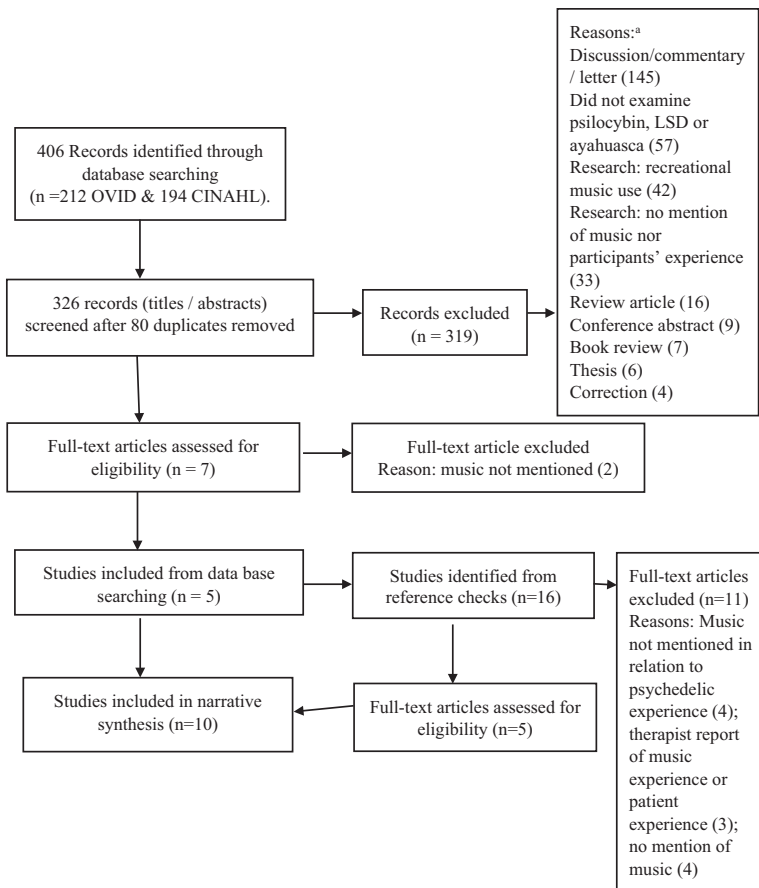 406 Records identified through
database searching
(n =212 OVID & 194 CINAHL).
326 records (titles / abstracts)
screened after 80 duplicates removed
Records excluded
(n = 319)
Reasons:ᵃ
Discussion/commentary
/ letter (145)
Did not examine
psilocybin, LSD or
ayahuasca (57)
Research: recreational
music use (42)
Research: no mention
of music nor
participants’ experience
(33)
Review article (16)
Conference abstract (9)
Book review (7)
Thesis (6)
Correction (4)
Full-text articles assessed for
eligibility (n = 7)
Full-text article excluded
Reason: music not mentioned (2)
Studies included from data base
searching (n = 5)
Studies identified from
reference checks (n=16)
Full-text articles
excluded (n=11)
Reasons: Music
not mentioned in
relation to
psychedelic
experience (4);
therapist report
of music
experience or
patient
experience (3);
no mention of
music (4)
Studies included in narrative
synthesis (n=10)
Full-text articles assessed for
eligibility (n=5)